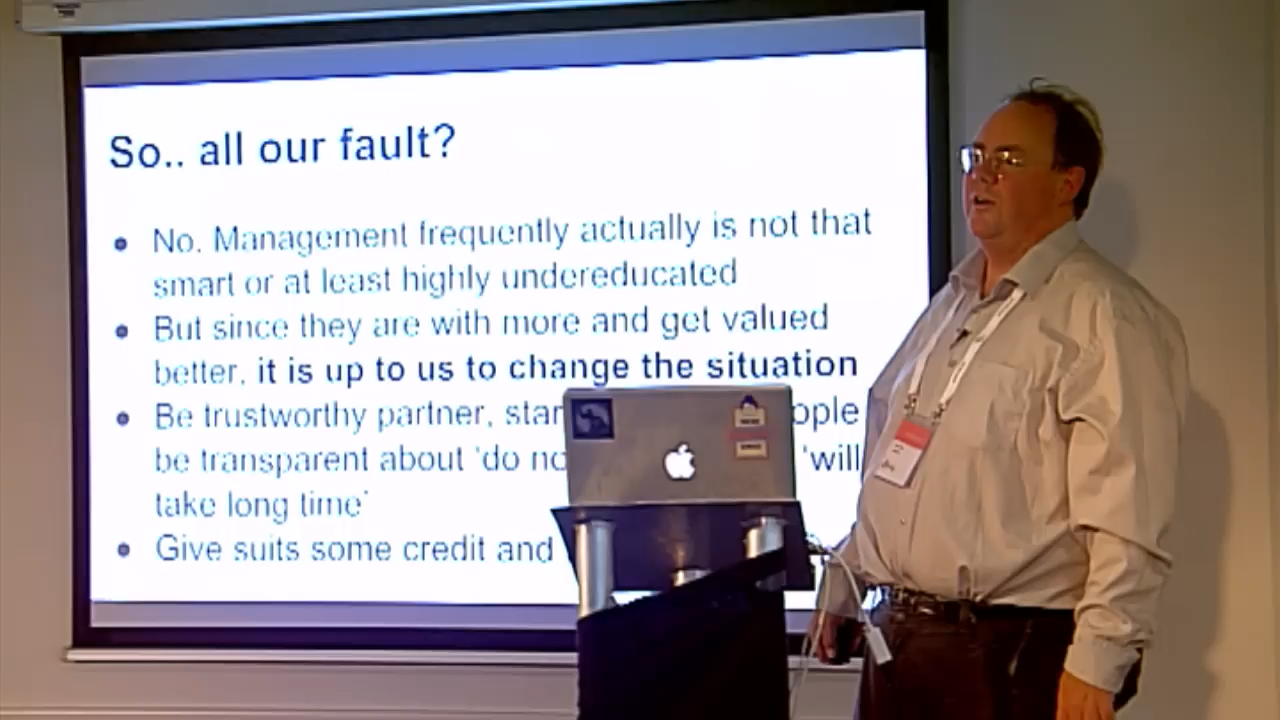 So.. all our fault?
No. Management frequently actually is not that
smart or at least highly undereducated
But since they are with more and get valued
better, it is up to us to change the situation
Be trustworthy partner,
be transparent about 'do 'will
take long time'
Give suits some credit and